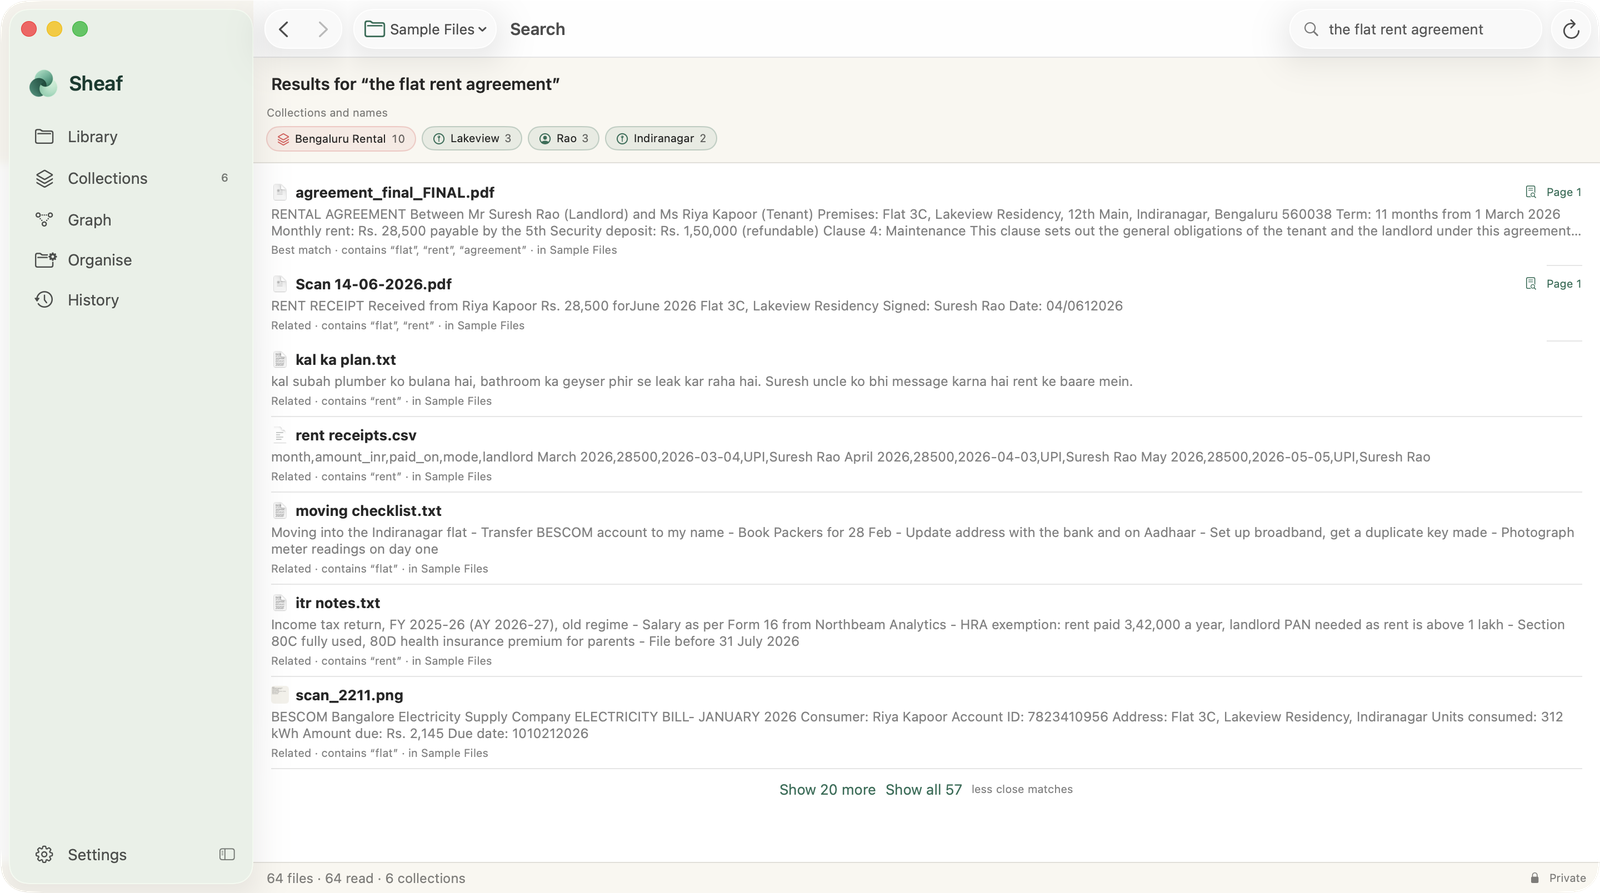 Sample Files
Search
the flat rent agreement
Sheaf
Library
Collections 6
Graph
Organise
History
Settings
Results for “the flat rent agreement”
Collections and names
Bengaluru Rental 10
Lakeview 3
Rao 3
Indiranagar 2
agreement_final_FINAL.pdf
Page 1
RENTAL AGREEMENT Between Mr Suresh Rao (Landlord) and Ms Riya Kapoor (Tenant) Premises: Flat 3C, Lakeview Residency, 12th Main, Indiranagar, Bengaluru 560038 Term: 11 months from 1 March 2026
Monthly rent: Rs. 28,500 payable by the 5th Security deposit: Rs. 1,50,000 (refundable) Clause 4: Maintenance This clause sets out the general obligations of the tenant and the landlord under this agreement...
Best match · contains “flat”, “rent”, “agreement” · in Sample Files
Scan 14-06-2026.pdf
Page 1
RENT RECEIPT Received from Riya Kapoor Rs. 28,500 forJune 2026 Flat 3C, Lakeview Residency Signed: Suresh Rao Date: 04/0612026
Related · contains “flat”, “rent” · in Sample Files
kal ka plan.txt
kal subah plumber ko bulana hai, bathroom ka geyser phir se leak kar raha hai. Suresh uncle ko bhi message karna hai rent ke baare mein.
Related · contains “rent” · in Sample Files
rent receipts.csv
month,amount_inr,paid_on,mode,landlord March 2026,28500,2026-03-04,UPI,Suresh Rao April 2026,28500,2026-04-03,UPI,Suresh Rao May 2026,28500,2026-05-05,UPI,Suresh Rao
Related · contains “rent” · in Sample Files
moving checklist.txt
Moving into the Indiranagar flat - Transfer BESCOM account to my name - Book Packers for 28 Feb - Update address with the bank and on Aadhaar - Set up broadband, get a duplicate key made - Photograph
meter readings on day one
Related · contains “flat” · in Sample Files
itr notes.txt
Income tax return, FY 2025-26 (AY 2026-27), old regime - Salary as per Form 16 from Northbeam Analytics - HRA exemption: rent paid 3,42,000 a year, landlord PAN needed as rent is above 1 lakh - Section
80C fully used, 80D health insurance premium for parents - File before 31 July 2026
Related · contains “rent” · in Sample Files
scan_2211.png
BESCOM Bangalore Electricity Supply Company ELECTRICITY BILL- JANUARY 2026 Consumer: Riya Kapoor Account ID: 7823410956 Address: Flat 3C, Lakeview Residency, Indiranagar Units consumed: 312
kWh Amount due: Rs. 2,145 Due date: 1010212026
Related · contains “flat” · in Sample Files
Show 20 more Show all 57 less close matches
64 files · 64 read · 6 collections
Private